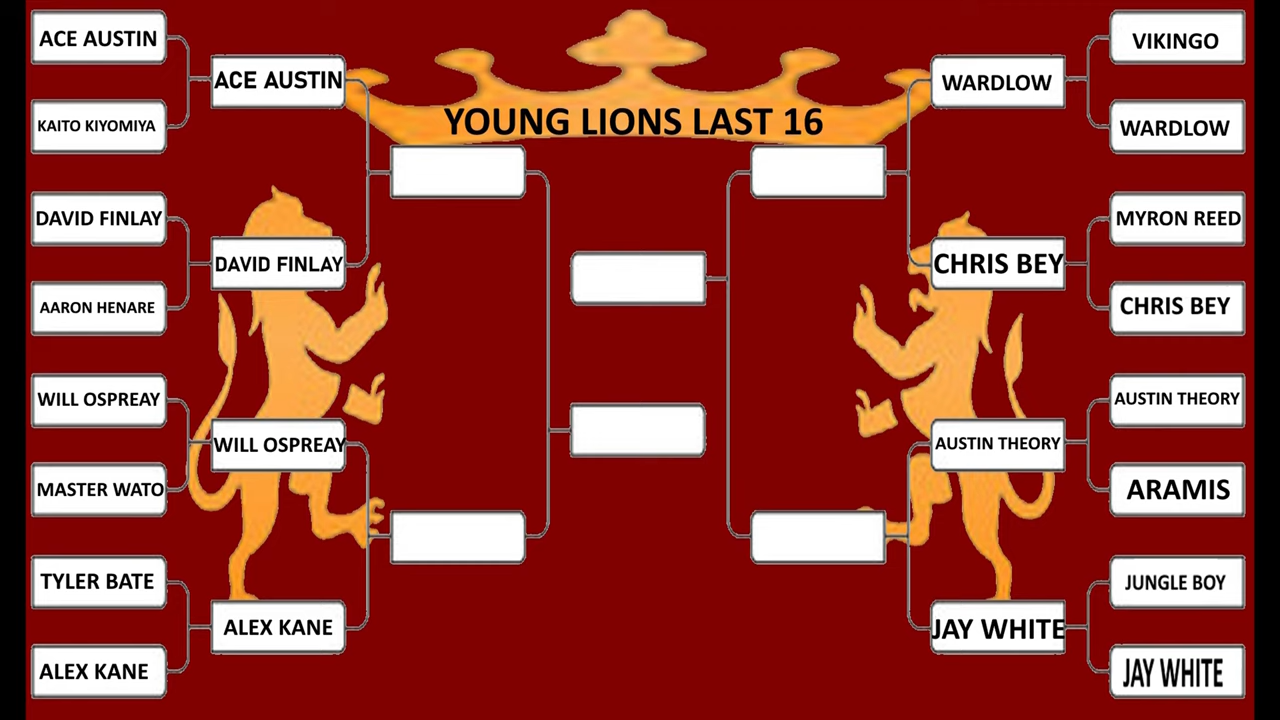 YOUNG LIONS LAST 16
ACE AUSTIN
KAITO KIYOMIYA
DAVID FINLAY
AARON HENARE
WILL OSPREAY
MASTER WATO
TYLER BATE
ALEX KANE
ACE AUSTIN
DAVID FINLAY
WILL OSPREAY
ALEX KANE
WARDLOW
CHRIS BEY
AUSTIN THEORY
JAY WHITE
VIKINGO
WARDLOW
MYRON REED
CHRIS BEY
AUSTIN THEORY
ARAMIS
JUNGLE BOY
JAY WHITE